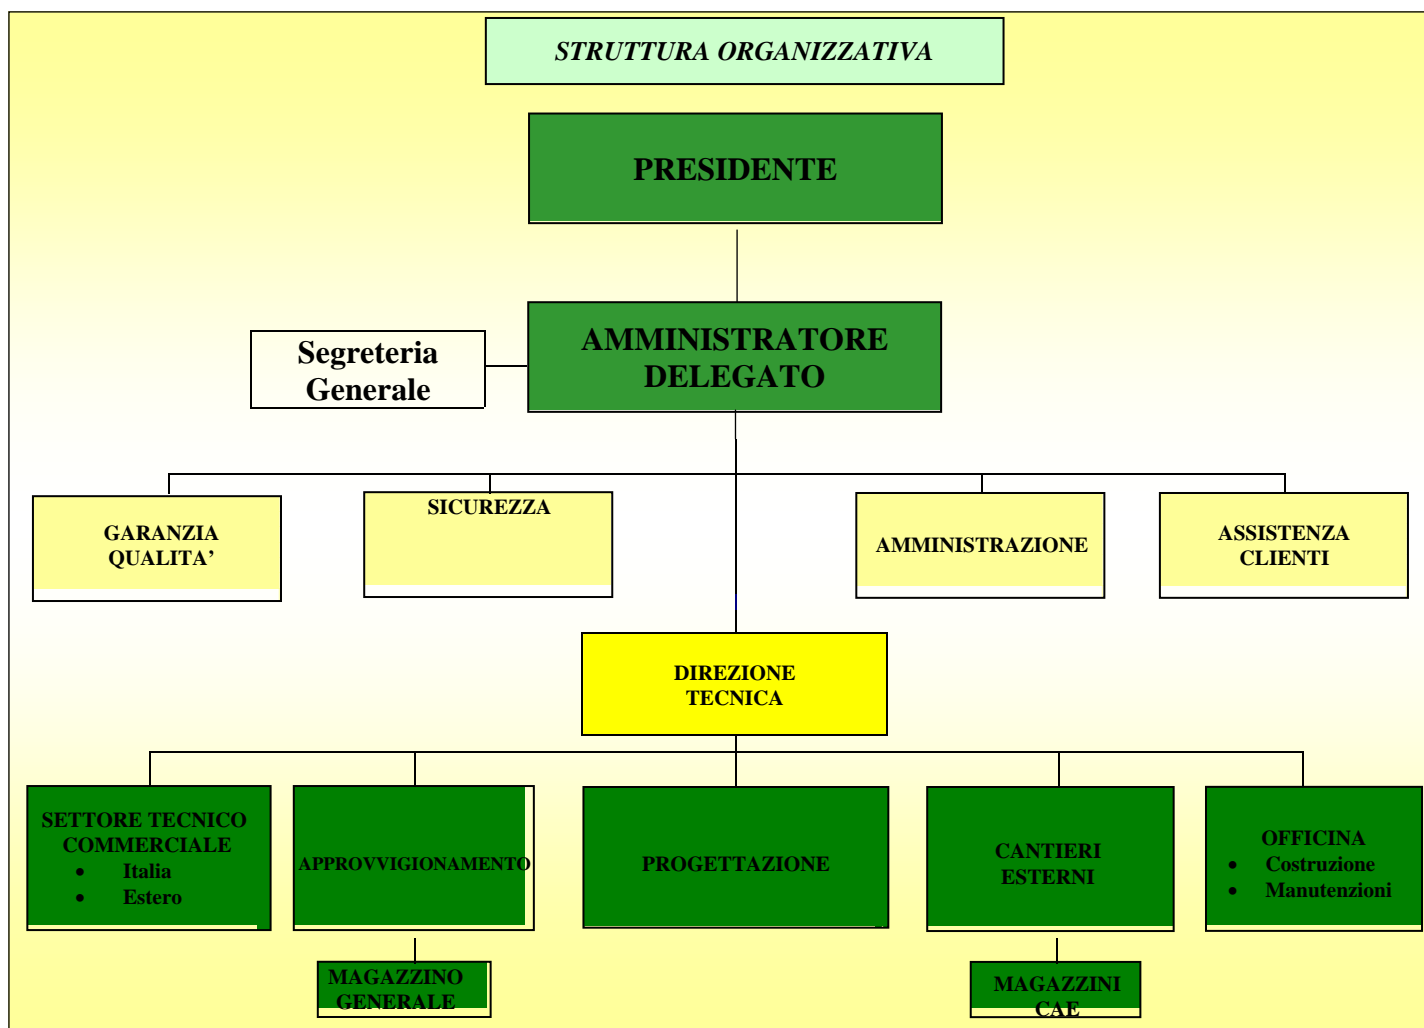 STRUTTURA ORGANIZZATIVA
PRESIDENTE
AMMINISTRATORE
DELEGATO
Segreteria
Generale
GARANZIA
QUALITA’
SICUREZZA
AMMINISTRAZIONE
ASSISTENZA
CLIENTI
DIREZIONE
TECNICA
SETTORE TECNICO
COMMERCIALE
• Italia
• Estero
APPROVVIGIONAMENTO
PROGETTAZIONE
CANTIERI
ESTERNI
OFFICINA
• Costruzione
• Manutenzioni
MAGAZZINO
GENERALE
MAGAZZINI
CAE